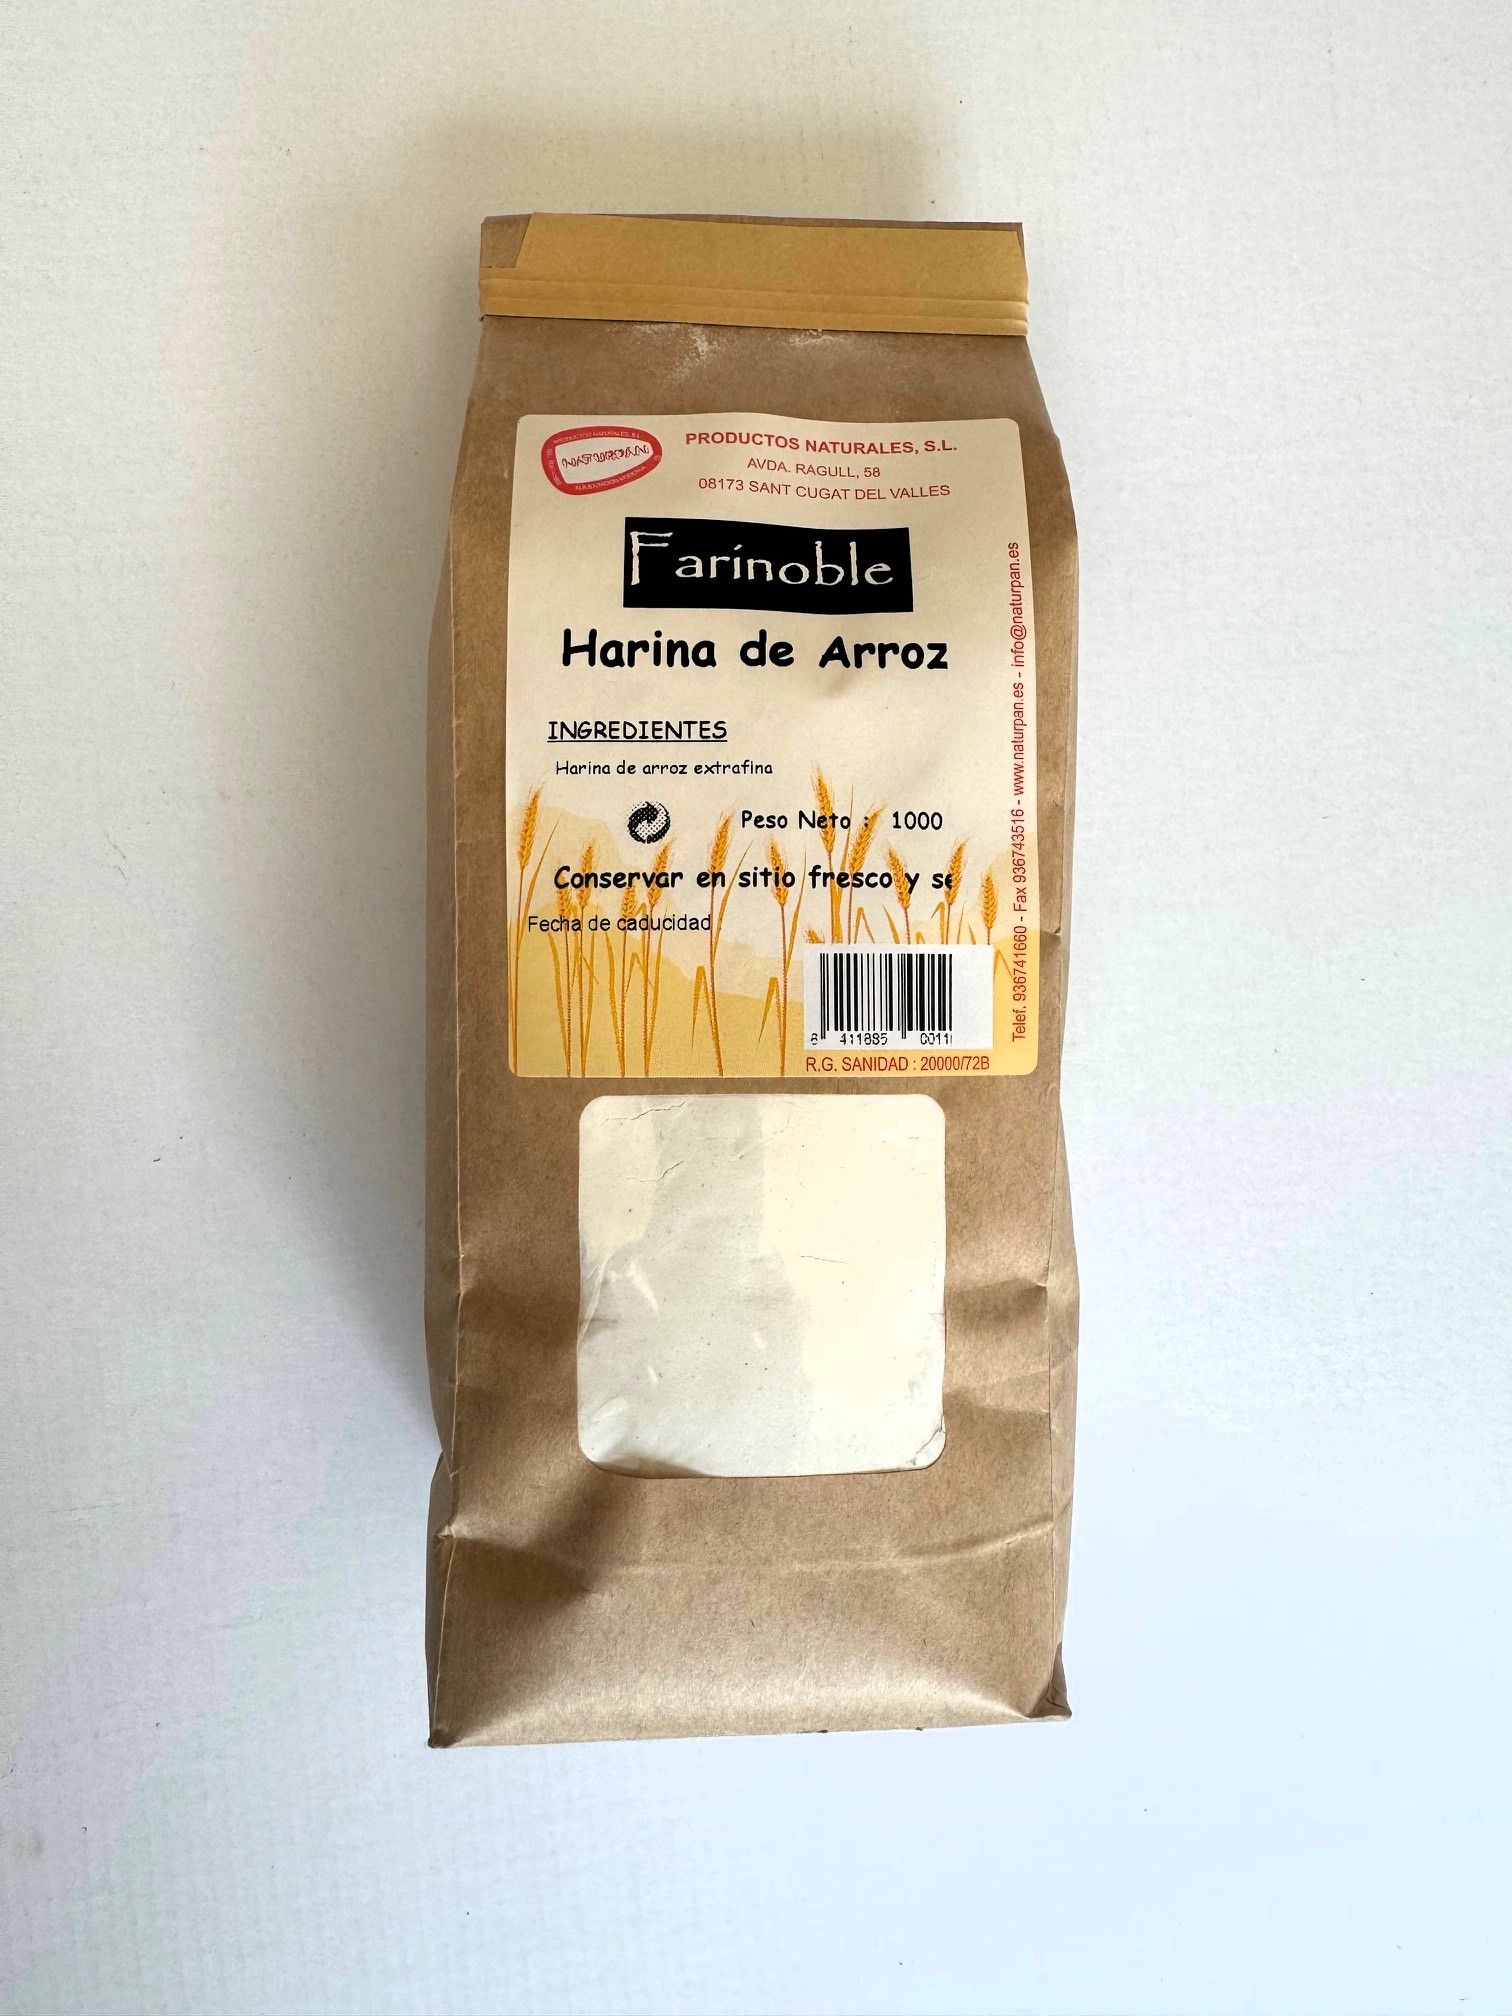 PRODUCTOS NATURALES, S.L.
AVDA. RAGULL, 58
08173 SANT CUGAT DEL VALLES
Farinoble
Harina de Arroz
INGREDIENTES
Harina de arroz extrafina
Peso Neto : 1000
Conservar en sitio fresco y se
Fecha de caducidad
R.G. SANIDAD : 20000/72B
Telef. 936741660 - Fax 936743516 - www.naturpan.es - info@naturpan.es